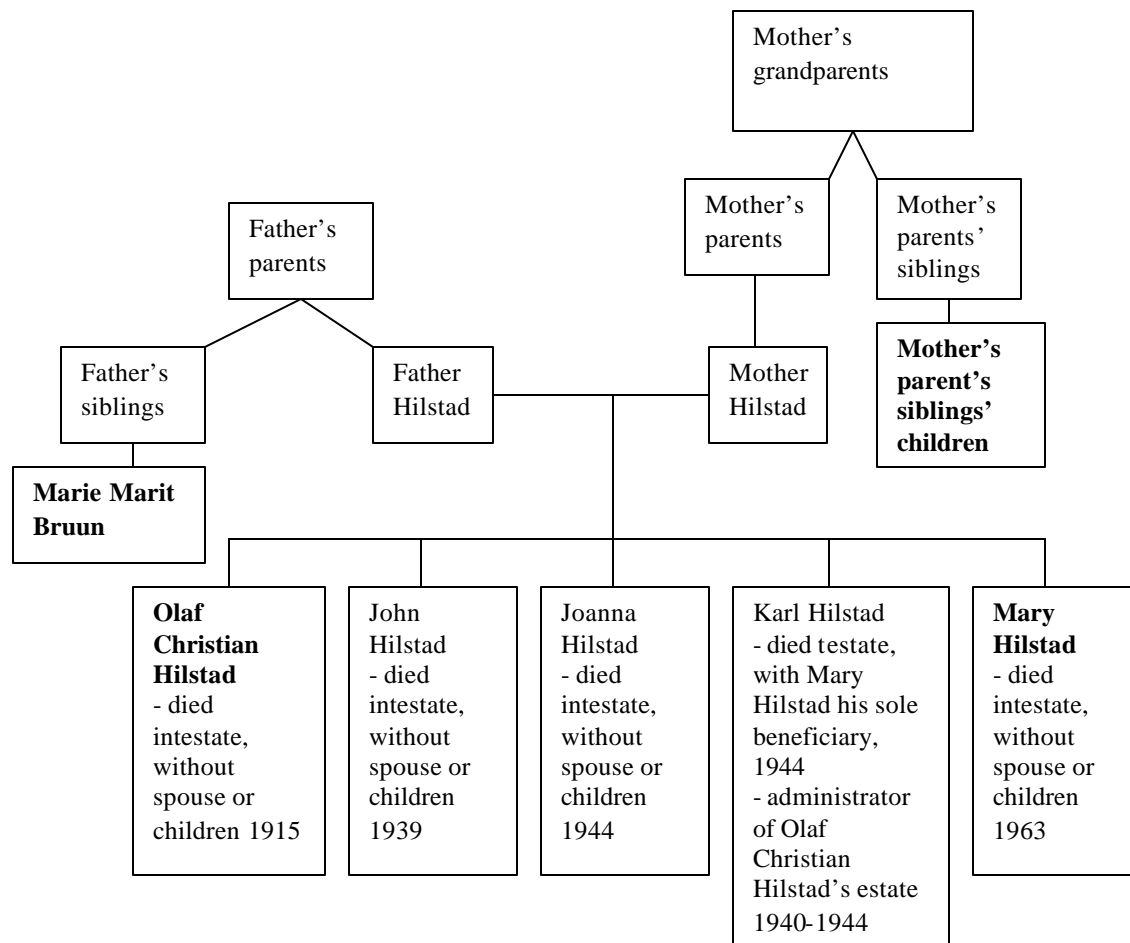 Mother’s
grandparents
Mother’s
parents
Mother’s
parents’
siblings
Father’s
parents
Mother’s
parent's
siblings’
children
Father’s
siblings
Father
Hilstad
Mother
Hilstad
Marie Marit
Bruun
Olaf
Christian
Hilstad
- died
intestate,
without
spouse or
children 1915
John
Hilstad
- died
intestate,
without
spouse or
children
1939
Joanna
Hilstad
- died
intestate,
without
spouse or
children
1944
Karl Hilstad
- died testate,
with Mary
Hilstad his sole
beneficiary,
1944
- administrator
of Olaf
Christian
Hilstad’s estate
1940-1944
Mary
Hilstad
- died
intestate,
without
spouse or
children
1963